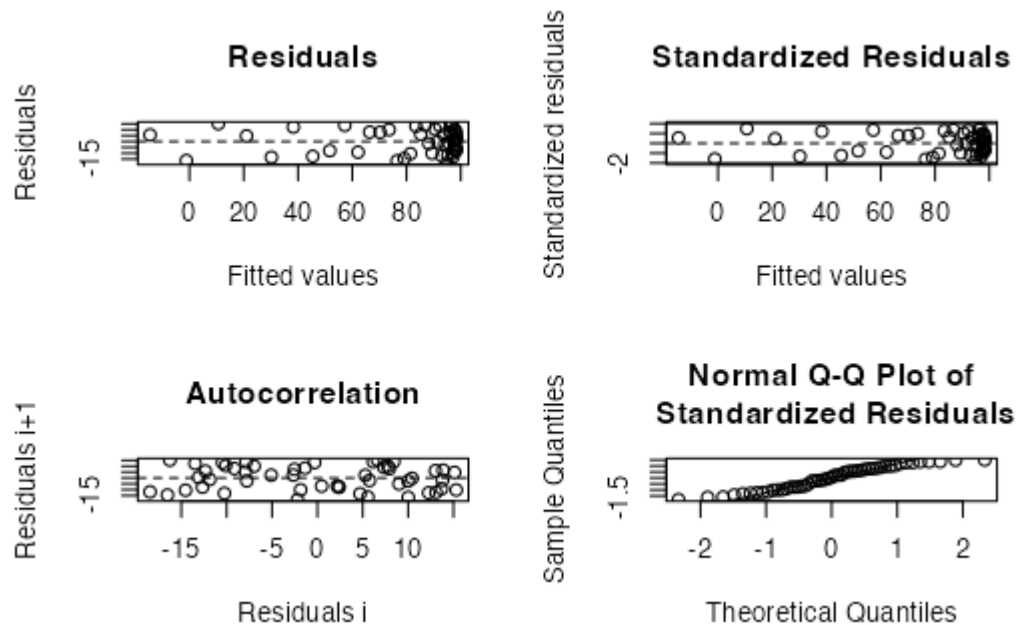 Residuals
Residuals
-15
0 20 40 60 80
Fitted values
Standardized Residuals
Standardized residuals
-2
0 20 40 60 80
Fitted values
Autocorrelation
Residuals i+1
-15
-15 -5 0 5 10
Residuals i
Normal Q-Q Plot of
Standardized Residuals
Sample Quantiles
-1.5
-2 -1 0 1 2
Theoretical Quantiles